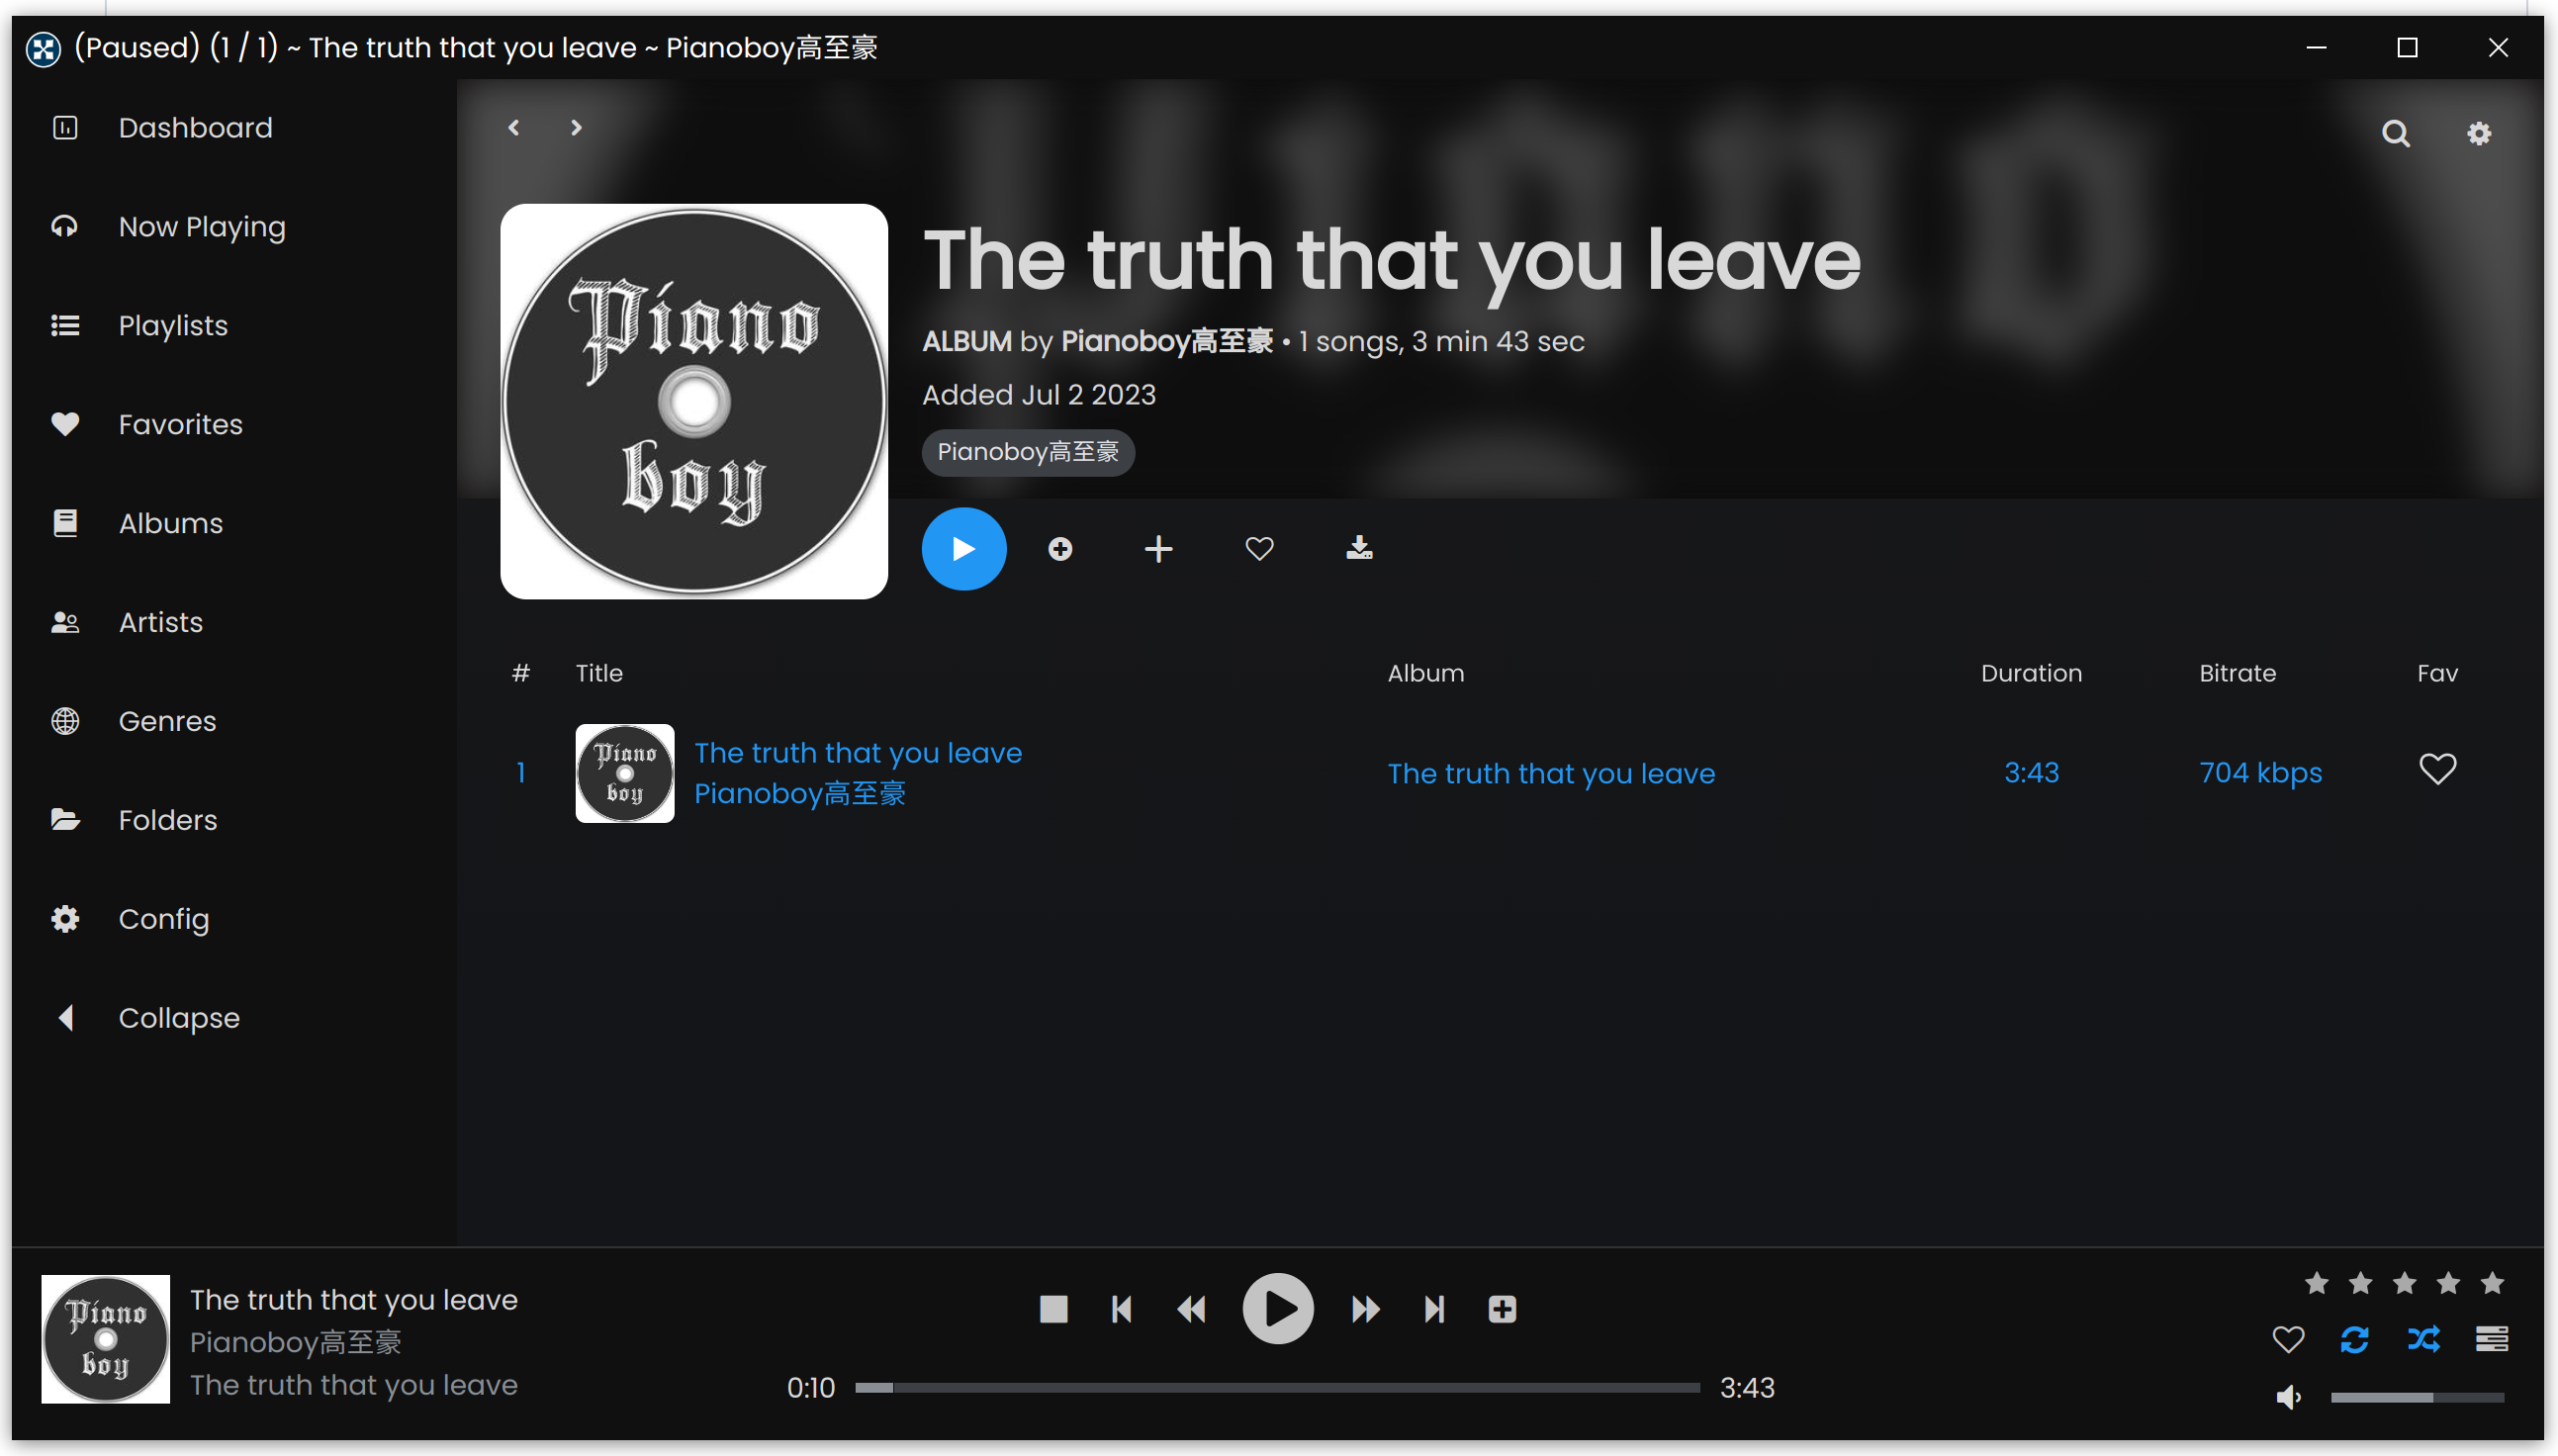 (Paused) (1 / 1) ~ The truth that you leave ~ Pianoboy高至豪
Dashboard
Now Playing
Playlists
Favorites
Albums
Artists
Genres
Folders
Config
Collapse
Piano
boy
The truth that you leave
ALBUM by Pianoboy高至豪 • 1 songs, 3 min 43 sec
Added Jul 2 2023
Pianoboy高至豪
# Title Album Duration Bitrate Fav
Piano
boy
1 The truth that you leave The truth that you leave 3:43 704 kbps
Pianoboy高至豪
Piano
boy
The truth that you leave
Pianoboy高至豪
The truth that you leave
0:10 3:43